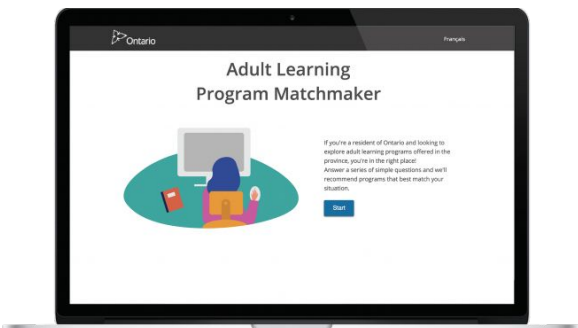 Ontario
Français
Adult Learning
Program Matchmaker
If you're a resident of Ontario and looking to
explore adult learning programs offered in the
province, you're in the right place!
Answer a series of simple questions and we'll
recommend programs that best match your
situation.
Start